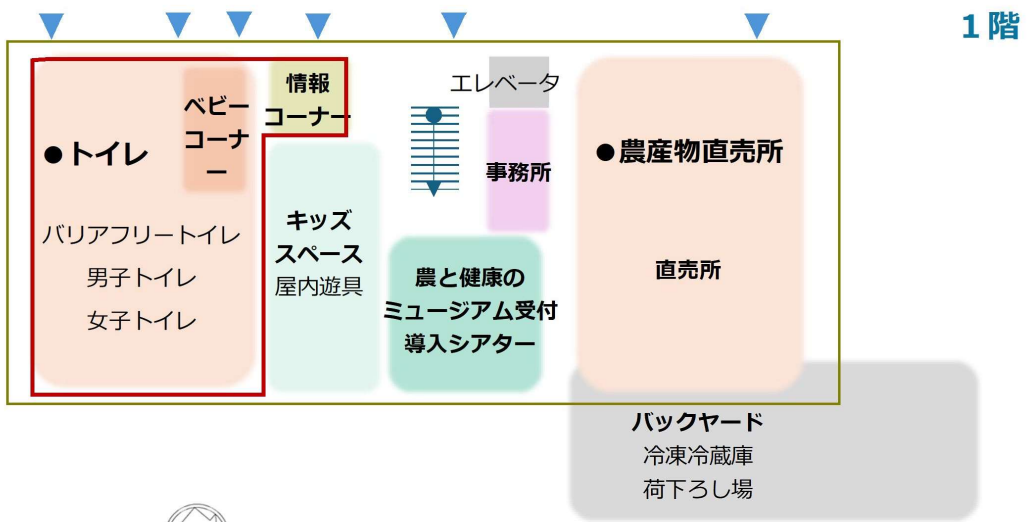 1階
●トイレ
ベビー
コーナ
ー
バリアフリートイレ
男子トイレ
女子トイレ
情報
コーナー
キッズ
スペース
屋内遊具
エレベータ
事務所
農と健康の
ミュージアム受付
導入シアター
●農産物直売所
直売所
バックヤード
冷凍冷蔵庫
荷下ろし場